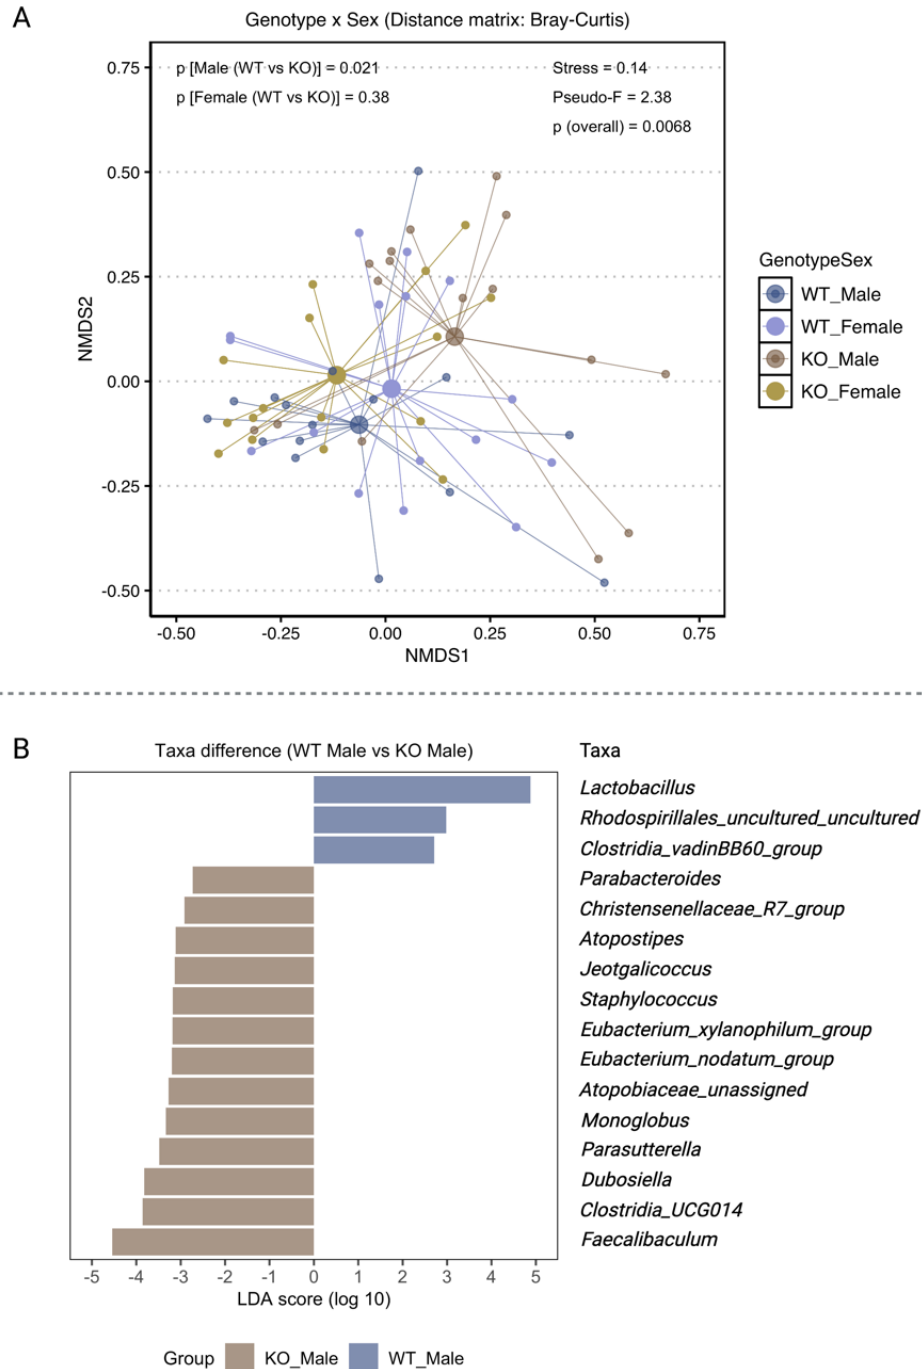 A
Genotype x Sex (Distance matrix: Bray-Curtis)
p [Male (WT vs KO)] = 0.021
p [Female (WT vs KO)] = 0.38
Stress = 0.14
Pseudo-F = 2.38
p (overall) = 0.0068
0.75
0.50
0.25
0.00
-0.25
-0.50
NMDS2
-0.50 -0.25 0.00 0.25 0.50 0.75
NMDS1
GenotypeSex
WT_Male
WT_Female
KO_Male
KO_Female
B
Taxa difference (WT Male vs KO Male)
Taxa
Lactobacillus
Rhodospirillales_uncultured_uncultured
Clostridia_vadinBB60_group
Parabacteroides
Christensenellaceae_R7_group
Atopostipes
Jeotgalicoccus
Staphylococcus
Eubacterium_xylanophilum_group
Eubacterium_nodatum_group
Atopobiaceae_unassigned
Monoglobus
Parasutterella
Dubosiella
Clostridia_UCG014
Faecalibaculum
-5 -4 -3 -2 -1 0 1 2 3 4 5
LDA score (log 10)
Group KO_Male WT_Male